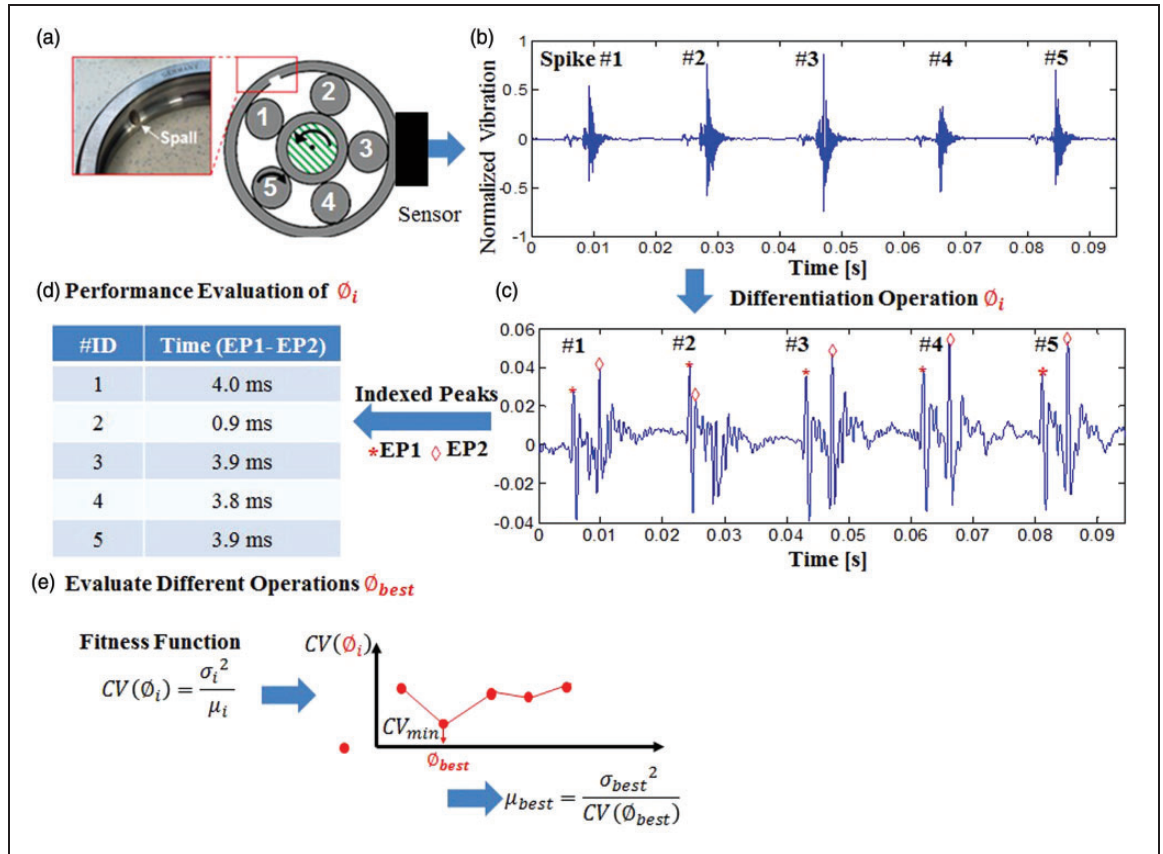 (a)
GERMANY
Spall
1
2
3
4
5
Sensor
(b)
Spike #1
#2
#3
#4
#5
Normalized Vibration
1
0.5
0
-0.5
-1
0 0.01 0.02 0.03 0.04 0.05 0.06 0.07 0.08 0.09
Time [s]
Differentiation Operation ∅i
(c)
#1
#2
#3
#4
#5
0.06
0.04
0.02
0
-0.02
-0.04
0 0.01 0.02 0.03 0.04 0.05 0.06 0.07 0.08 0.09
Time [s]
Indexed Peaks
*EP1 ◊ EP2
(d) Performance Evaluation of ∅i
#ID Time (EP1- EP2)
1 4.0 ms
2 0.9 ms
3 3.9 ms
4 3.8 ms
5 3.9 ms
(e) Evaluate Different Operations ∅best
Fitness Function
CV(∅i) = σi² / μi
CV(∅i)
CVmin
∅best
μbest = σbest² / CV(∅best)